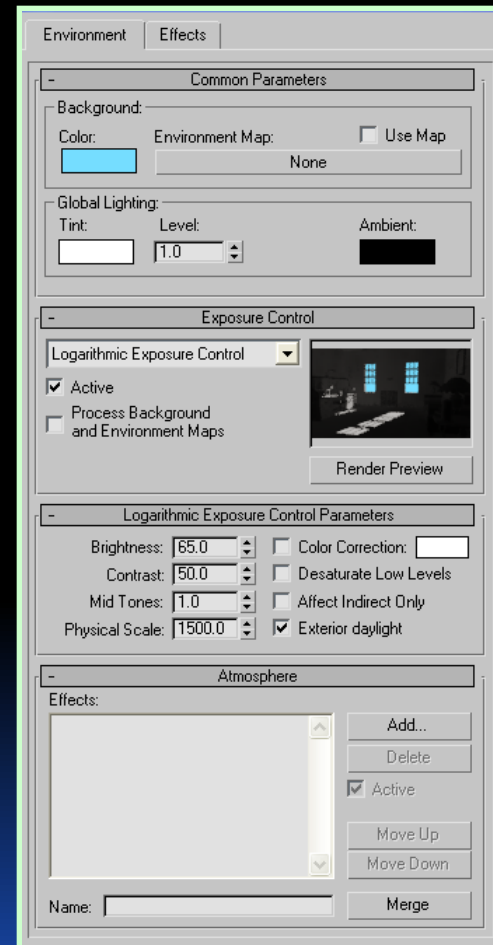 Environment Effects
- Common Parameters
Background:
Color: Environment Map: Use Map
None
Global Lighting:
Tint: Level: Ambient:
1.0
- Exposure Control
Logarithmic Exposure Control
Active
Process Background
and Environment Maps
Render Preview
- Logarithmic Exposure Control Parameters
Brightness: 65.0 Color Correction:
Contrast: 50.0 Desaturate Low Levels
Mid Tones: 1.0 Affect Indirect Only
Physical Scale: 1500.0 Exterior daylight
- Atmosphere
Effects:
Add...
Delete
Active
Move Up
Move Down
Name: Merge